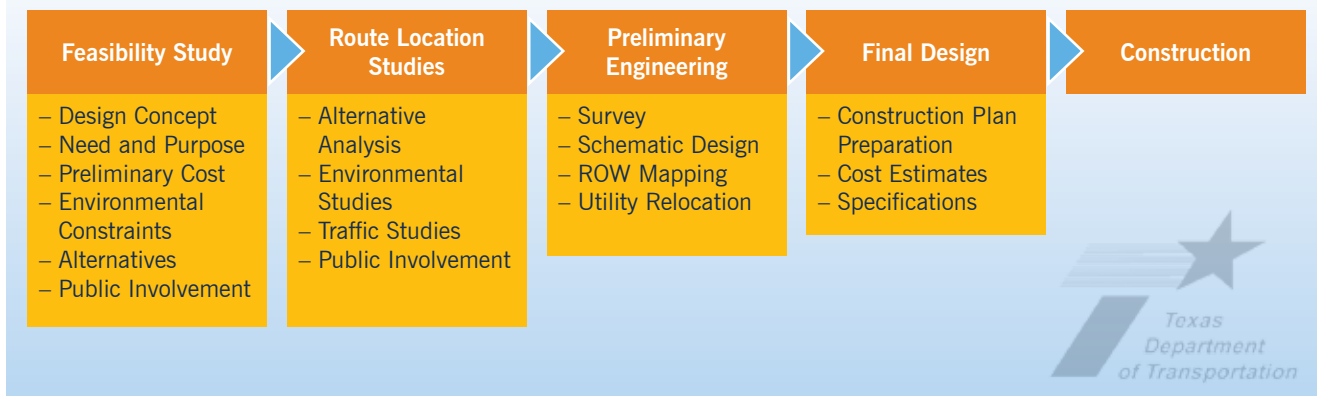 Feasibility Study
– Design Concept
– Need and Purpose
– Preliminary Cost
– Environmental
Constraints
– Alternatives
– Public Involvement
Route Location
Studies
– Alternative
Analysis
– Environmental
Studies
– Traffic Studies
– Public Involvement
Preliminary
Engineering
– Survey
– Schematic Design
– ROW Mapping
– Utility Relocation
Final Design
– Construction Plan
Preparation
– Cost Estimates
– Specifications
Construction
Texas
Department
of Transportation